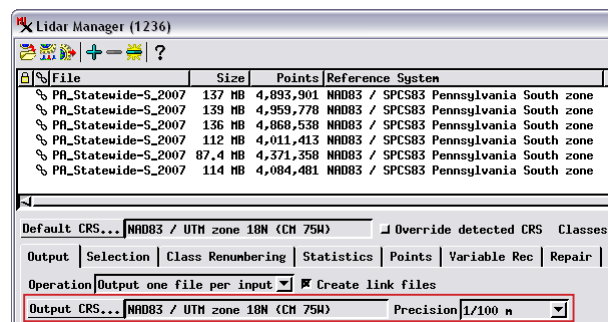 Lidar Manager (1236)
?
File Size Points Reference System
PA_Statewide-S_2007 137 MB 4,893,901 NAD83 / SPCS83 Pennsylvania South zone
PA_Statewide-S_2007 139 MB 4,959,778 NAD83 / SPCS83 Pennsylvania South zone
PA_Statewide-S_2007 136 MB 4,868,538 NAD83 / SPCS83 Pennsylvania South zone
PA_Statewide-S_2007 112 MB 4,011,413 NAD83 / SPCS83 Pennsylvania South zone
PA_Statewide-S_2007 87.4 MB 4,371,358 NAD83 / SPCS83 Pennsylvania South zone
PA_Statewide-S_2007 114 MB 4,084,481 NAD83 / SPCS83 Pennsylvania South zone
Default CRS... NAD83 / UTM zone 18N (CM 75W) Override detected CRS Classes
Output Selection Class Renumbering Statistics Points Variable Rec Repair
Operation Output one file per input Create link files
Output CRS... NAD83 / UTM zone 18N (CM 75W) Precision 1/100 m